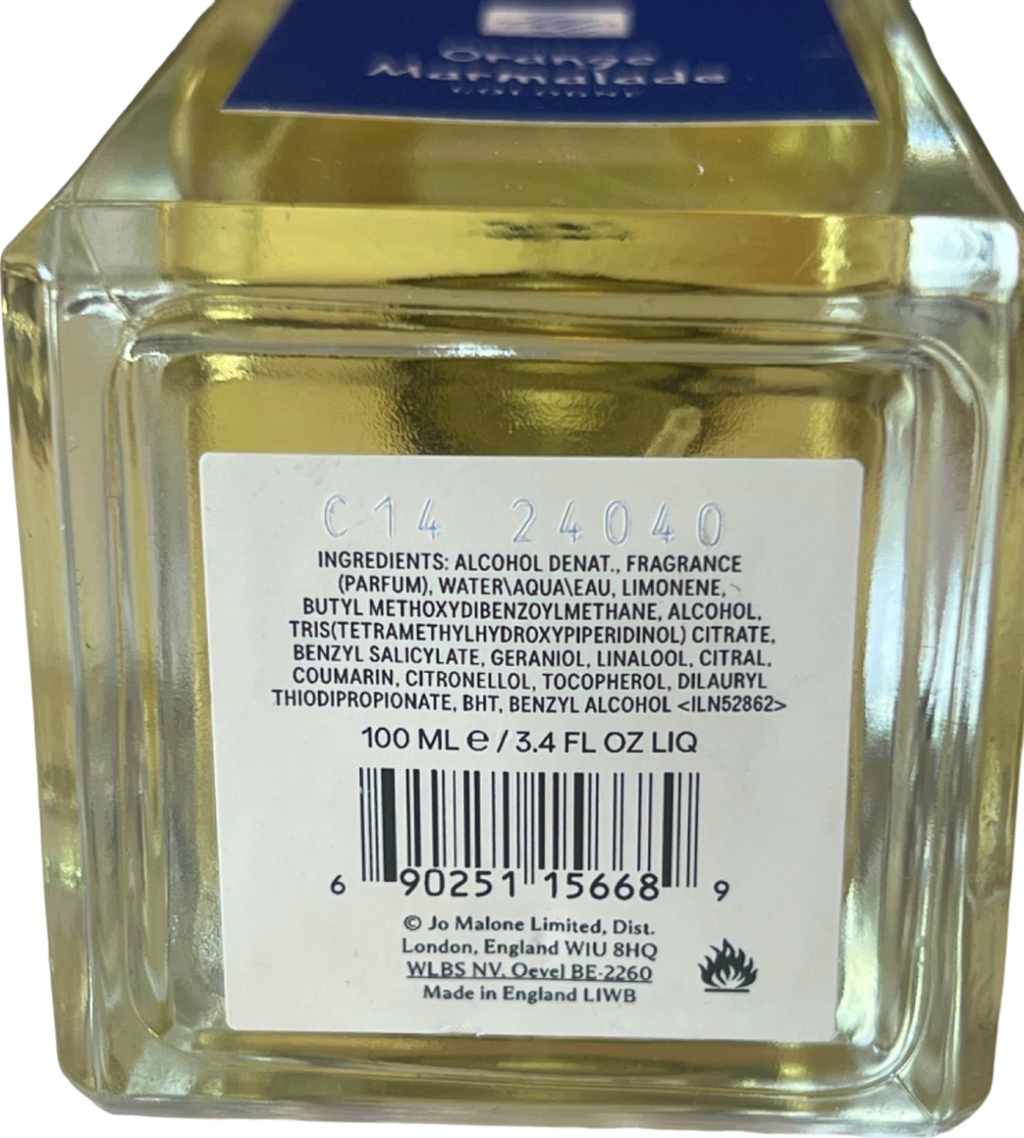 Orange
Marmalade
COLOGNE
C14 24040
INGREDIENTS: ALCOHOL DENAT., FRAGRANCE
(PARFUM), WATER\AQUA\EAU, LIMONENE,
BUTYL METHOXYDIBENZOYLMETHANE, ALCOHOL,
TRIS(TETRAMETHYLHYDROXYPIPERIDINOL) CITRATE,
BENZYL SALICYLATE, GERANIOL, LINALOOL, CITRAL,
COUMARIN, CITRONELLOL, TOCOPHEROL, DILAURYL
THIODIPROPIONATE, BHT, BENZYL ALCOHOL <ILN52862>
100 ML ℮ / 3.4 FL OZ LIQ
6 90251 15668 9
© Jo Malone Limited, Dist.
London, England W1U 8HQ
WLBS NV, Oevel BE-2260
Made in England LIWB